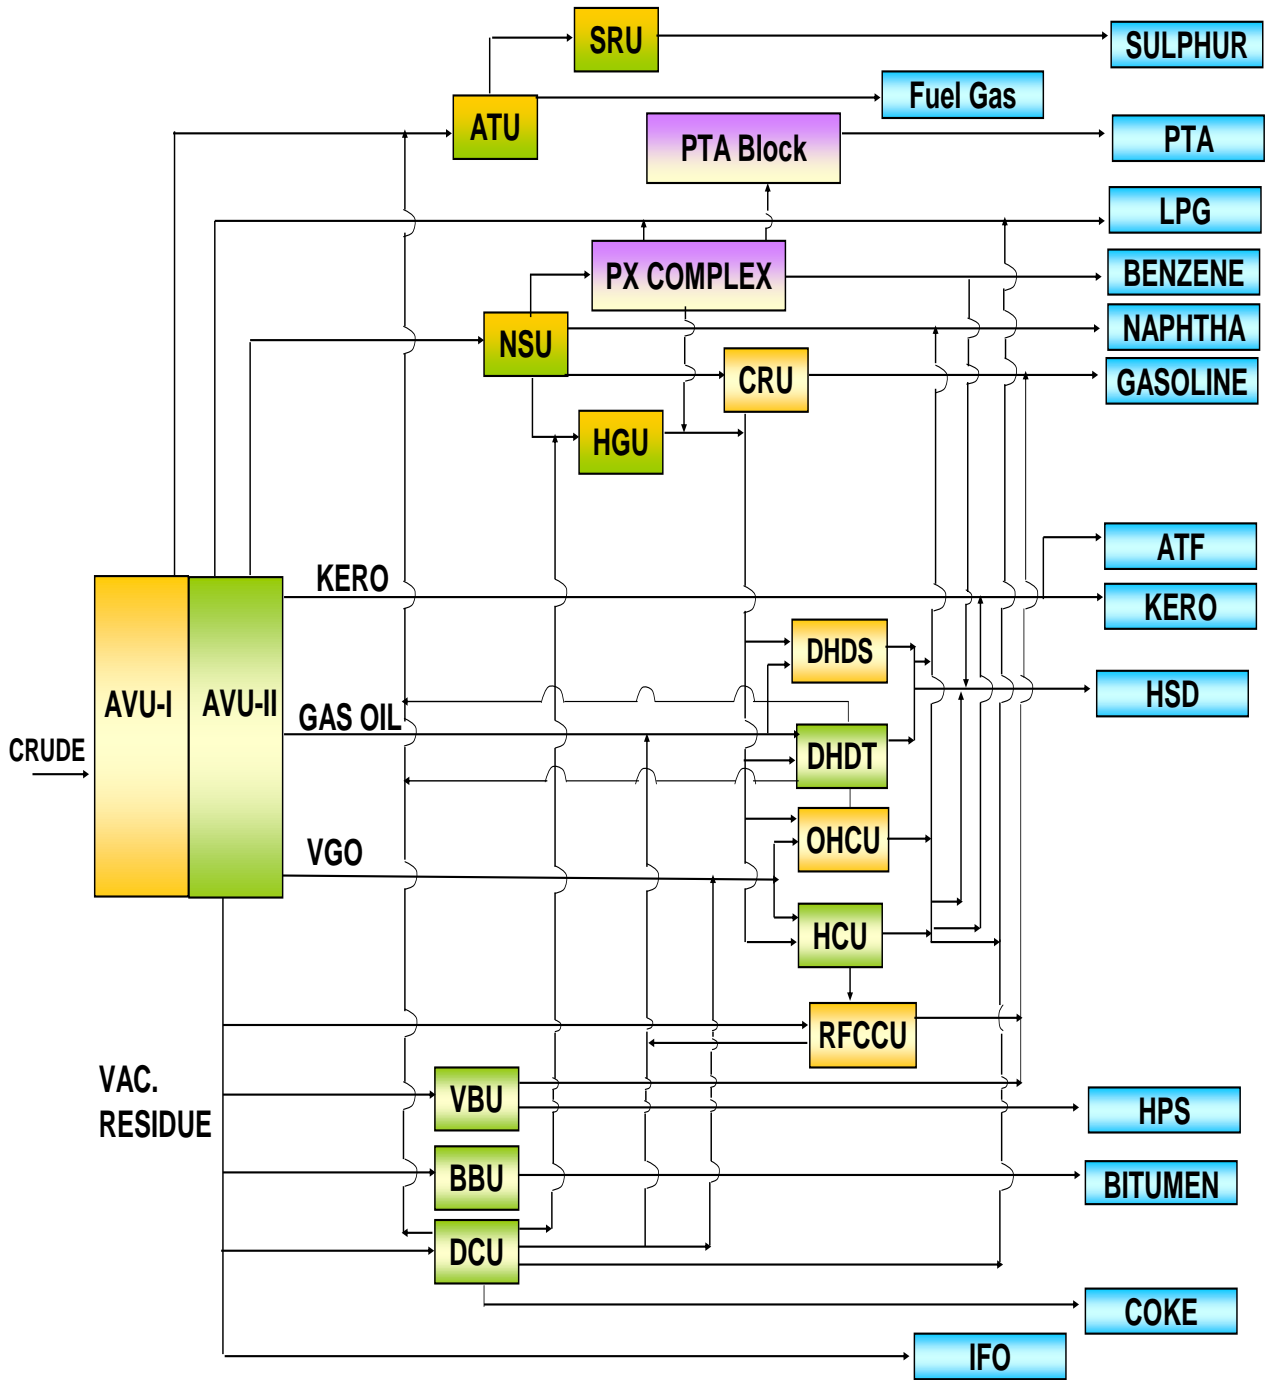 SRU
SULPHUR
Fuel Gas
ATU
PTA Block
PTA
LPG
PX COMPLEX
BENZENE
NSU
NAPHTHA
CRU
GASOLINE
HGU
ATF
KERO
KERO
DHDS
AVU-I
AVU-II
HSD
GAS OIL
CRUDE
DHDT
OHCU
VGO
HCU
RFCCU
VAC.
RESIDUE
VBU
HPS
BBU
BITUMEN
DCU
COKE
IFO